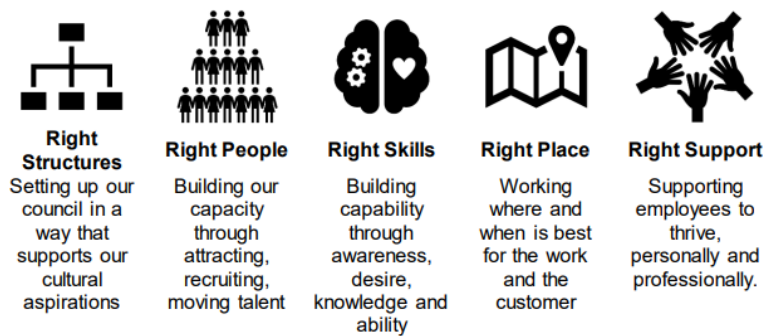 Right
Structures
Setting up our
council in a
way that
supports our
cultural
aspirations
Right People
Building our
capacity
through
attracting,
recruiting,
moving talent
Right Skills
Building
capability
through
awareness,
desire,
knowledge and
ability
Right Place
Working
where and
when is best
for the work
and the
customer
Right Support
Supporting
employees to
thrive,
personally and
professionally.